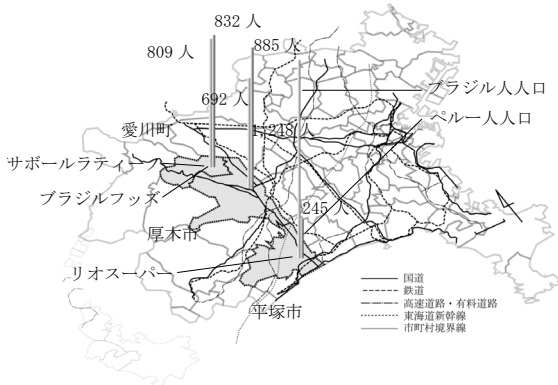 832 人
809 人
885 人
ブラジル人人口
692 人
ペルー人人口
愛川町
248 人
サボールラティーノ
ブラジルフッズ
245 人
厚木市
リオスーパー
平塚市
国道
鉄道
高速道路・有料道路
東海道新幹線
市町村境界線